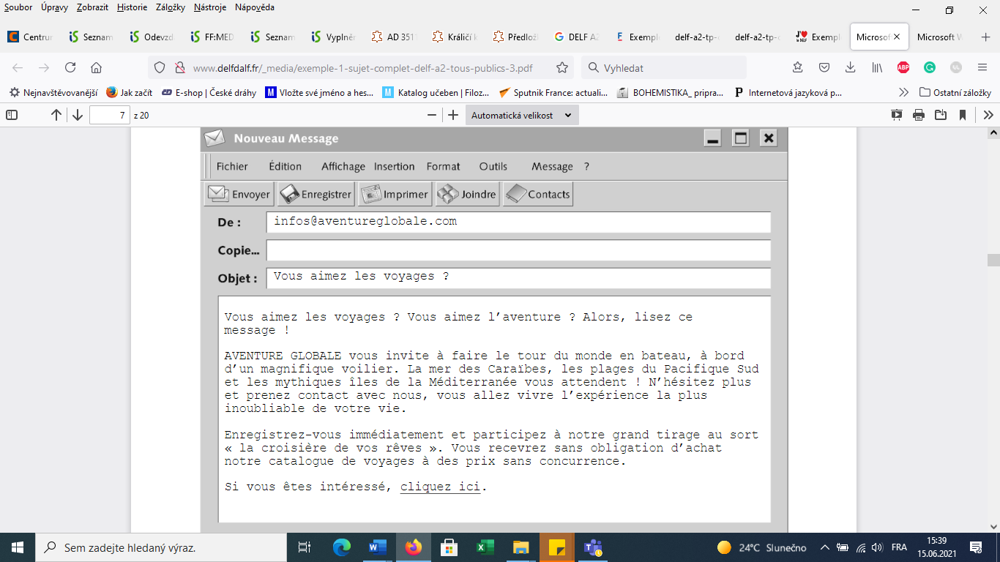 Soubor Úpravy Zobrazit Historie Záložky Nástroje Nápověda
Centrum Seznam Odevzd FF:MED Seznam Vyplněn AD 351 Králičí k Předlož DELF A2 Exempl delf-a2-tp- delf-a2-tp- Exempl Microsof Microsoft W
www.delfdalf.fr/_media/exemple-1-sujet-complet-delf-a2-tous-publics-3.pdf Vyhledat ABP
Nejnavštěvovanější Jak začít E-shop | České dráhy Vložte své jméno a hes... Katalog učeben | Filoz... Sputnik France: actuali... BOHEMISTIKA_ pripra... Internetová jazyková p... Ostatní záložky
7 z 20 Automatická velikost
Nouveau Message
Fichier Édition Affichage Insertion Format Outils Message ?
Envoyer Enregistrer Imprimer Joindre Contacts
De : infos@aventureglobale.com
Copie...
Objet : Vous aimez les voyages ?
Vous aimez les voyages ? Vous aimez l’aventure ? Alors, lisez ce
message !
AVENTURE GLOBALE vous invite à faire le tour du monde en bateau, à bord
d’un magnifique voilier. La mer des Caraïbes, les plages du Pacifique Sud
et les mythiques îles de la Méditerranée vous attendent ! N’hésitez plus
et prenez contact avec nous, vous allez vivre l’expérience la plus
inoubliable de votre vie.
Enregistrez-vous immédiatement et participez à notre grand tirage au sort
« la croisière de vos rêves ». Vous recevrez sans obligation d’achat
notre catalogue de voyages à des prix sans concurrence.
Si vous êtes intéressé, cliquez ici.
Sem zadejte hledaný výraz. 24°C Slunečno FRA 15:39
15.06.2021